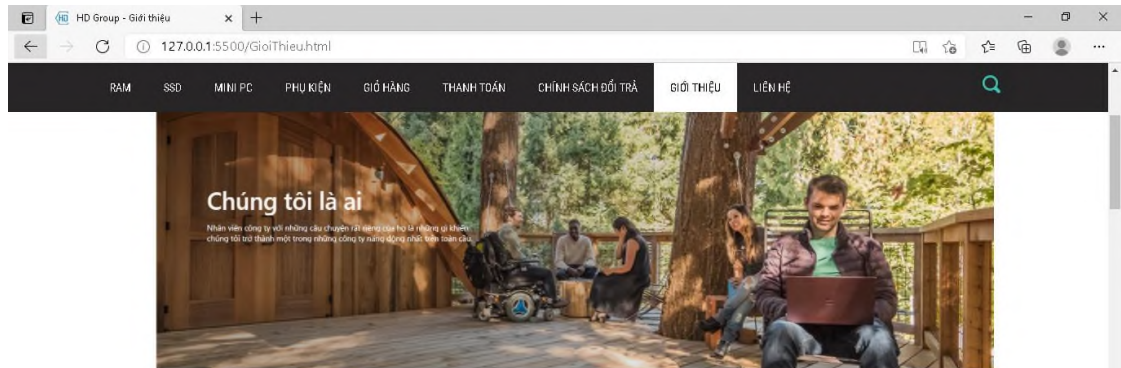 HD Group - Giới thiệu
127.0.0.1:5500/GioiThieu.html
RAM SSD MINI PC PHỤ KIỆN GIỎ HÀNG THANH TOÁN CHÍNH SÁCH ĐỔI TRẢ GIỚI THIỆU LIÊN HỆ
Chúng tôi là ai
Nhân viên công ty với những câu chuyện rất riêng của họ là những gì khiến
chúng tôi trở thành một trong những công ty năng động nhất trên toàn cầu.